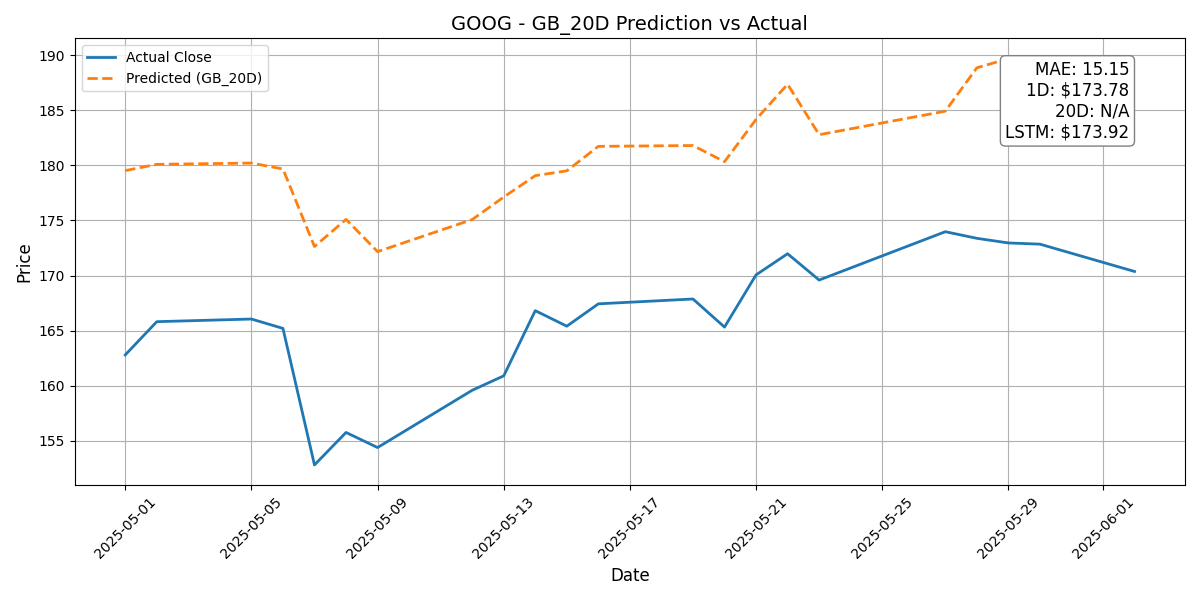 GOOG - GB_20D Prediction vs Actual
Actual Close
Predicted (GB_20D)
MAE: 15.15
1D: $173.78
20D: N/A
LSTM: $173.92
Price
190
185
180
175
170
165
160
155
2025-05-01
2025-05-05
2025-05-09
2025-05-13
2025-05-17
2025-05-21
2025-05-25
2025-05-29
2025-06-01
Date